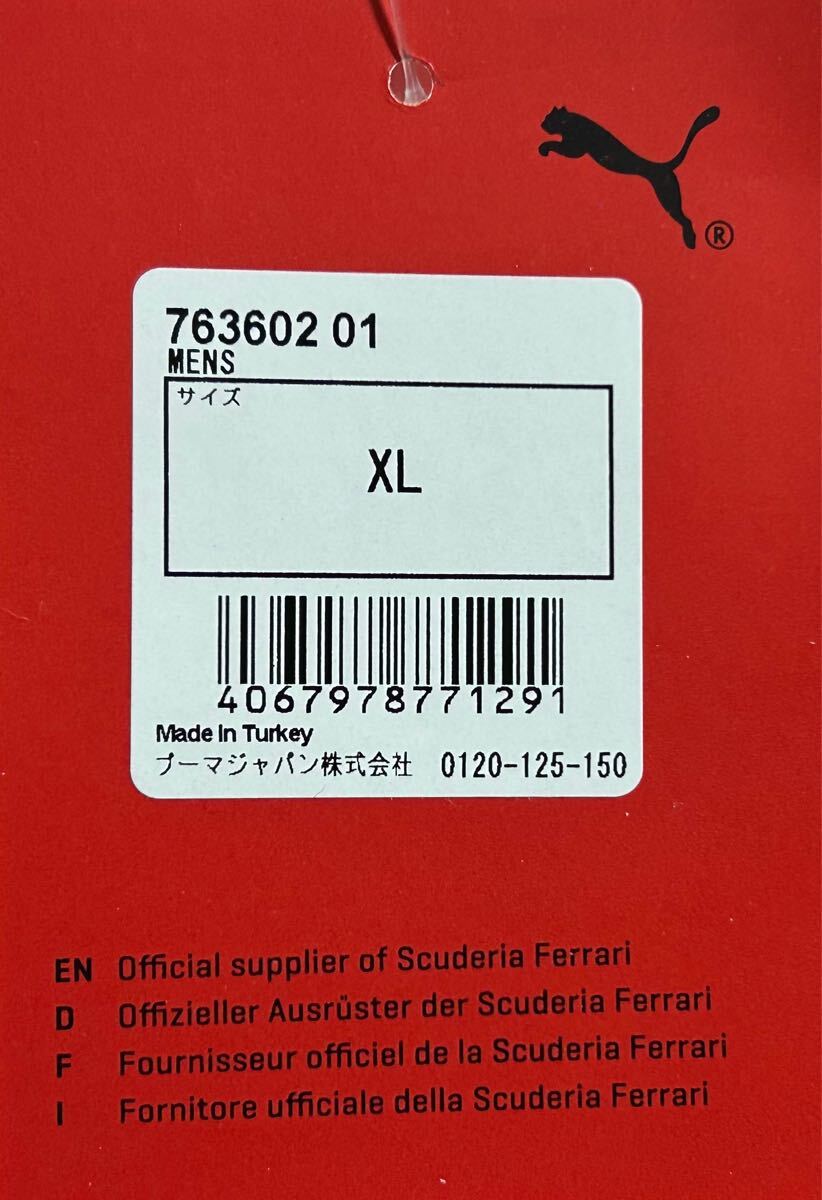 ®
763602 01
MENS
サイズ
XL
4067978771291
Made In Turkey
プーマジャパン株式会社 0120-125-150
EN Official supplier of Scuderia Ferrari
D Offizieller Ausrüster der Scuderia Ferrari
F Fournisseur officiel de la Scuderia Ferrari
I Fornitore ufficiale della Scuderia Ferrari